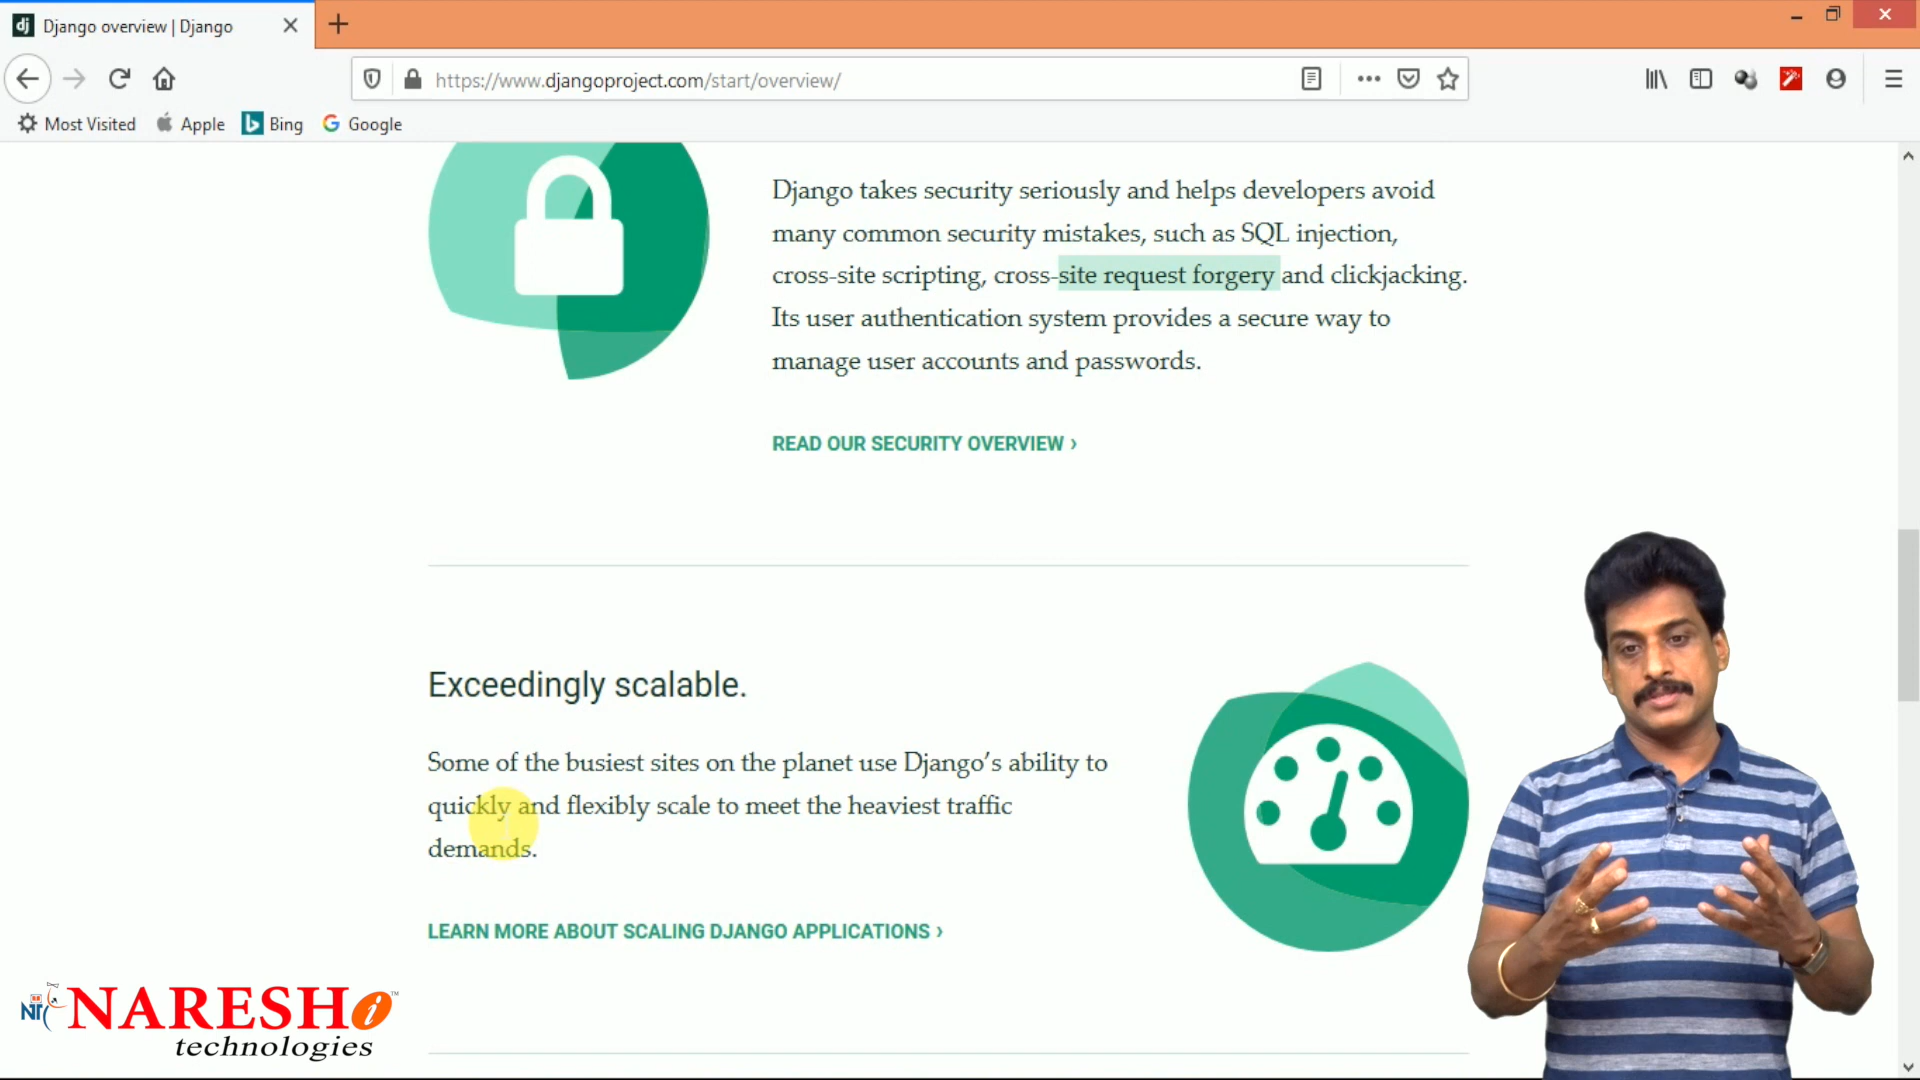 dj Django overview | Django
https://www.djangoproject.com/start/overview/
Most Visited Apple Bing Google
Django takes security seriously and helps developers avoid
many common security mistakes, such as SQL injection,
cross-site scripting, cross-site request forgery and clickjacking.
Its user authentication system provides a secure way to
manage user accounts and passwords.
READ OUR SECURITY OVERVIEW ›
Exceedingly scalable.
Some of the busiest sites on the planet use Django’s ability to
quickly and flexibly scale to meet the heaviest traffic
demands.
LEARN MORE ABOUT SCALING DJANGO APPLICATIONS ›
NARESH i ™
technologies